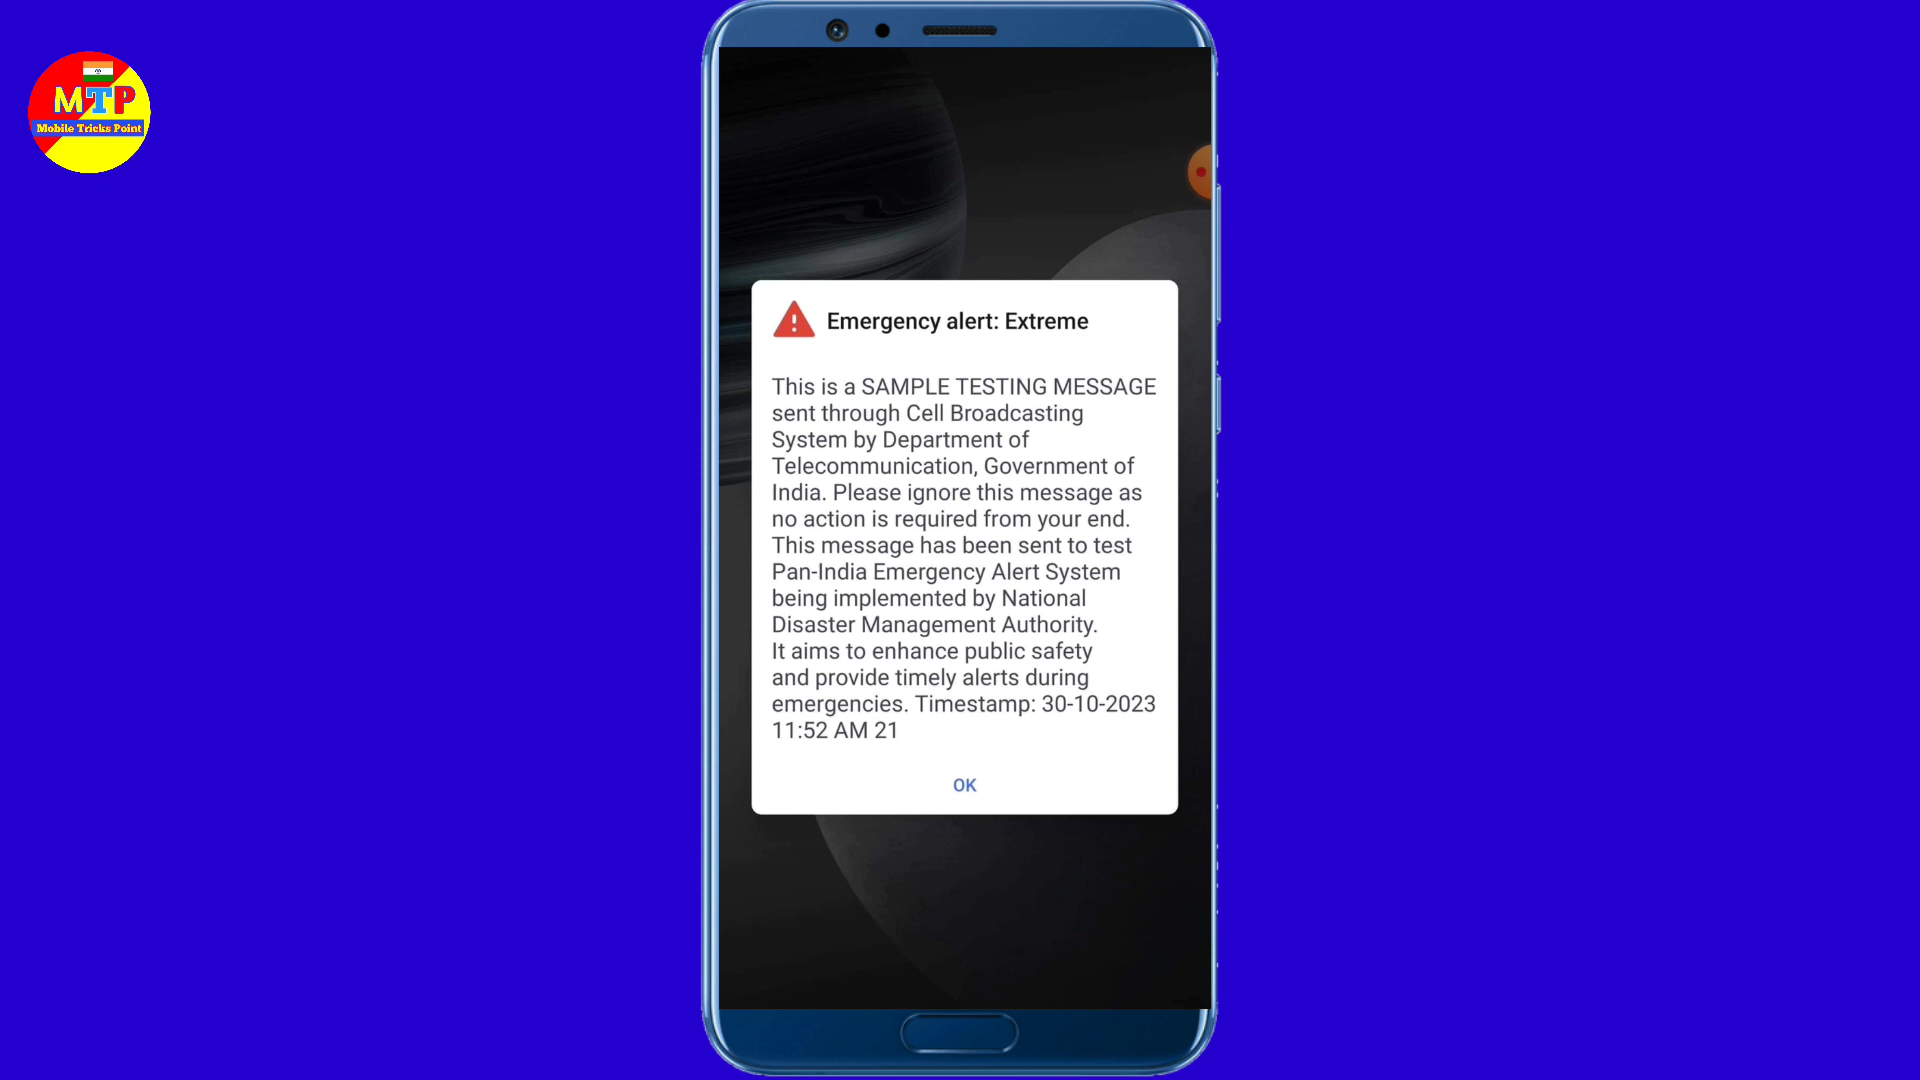 MTP
Mobile Tricks Point
Emergency alert: Extreme
This is a SAMPLE TESTING MESSAGE
sent through Cell Broadcasting
System by Department of
Telecommunication, Government of
India. Please ignore this message as
no action is required from your end.
This message has been sent to test
Pan-India Emergency Alert System
being implemented by National
Disaster Management Authority.
It aims to enhance public safety
and provide timely alerts during
emergencies. Timestamp: 30-10-2023
11:52 AM 21
OK